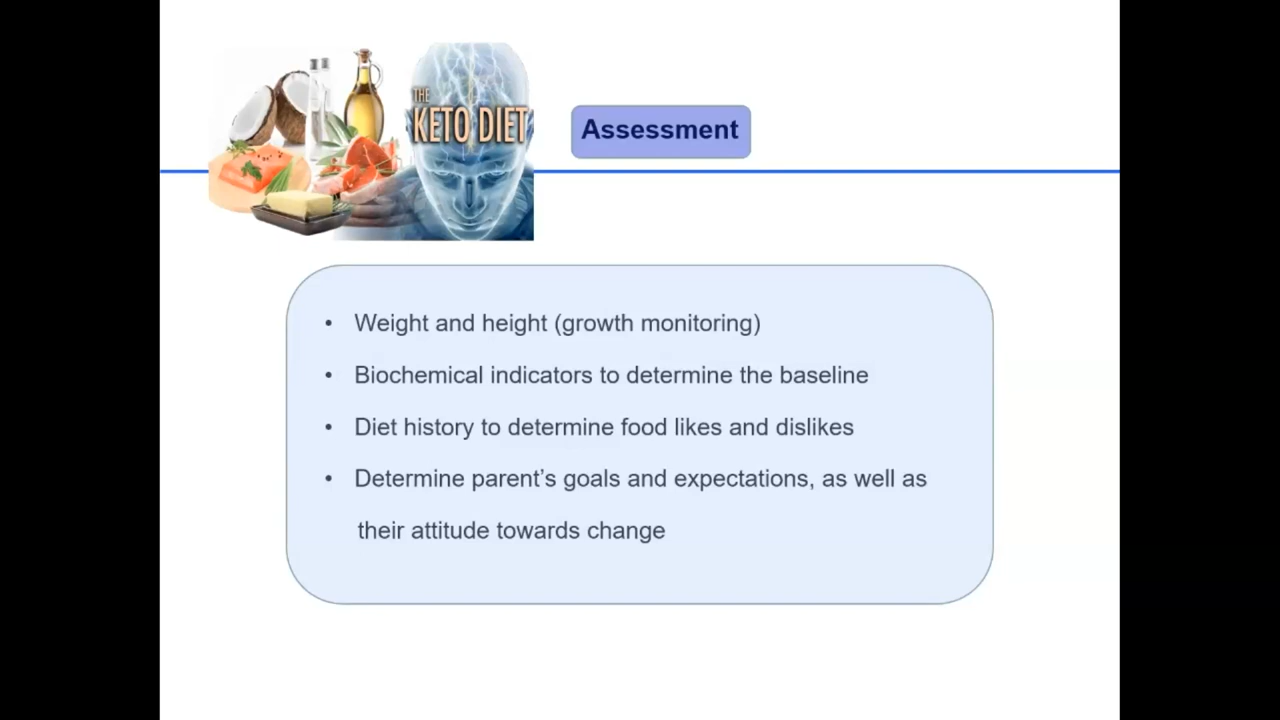 THE
KETO DIET
Assessment
• Weight and height (growth monitoring)
• Biochemical indicators to determine the baseline
• Diet history to determine food likes and dislikes
• Determine parent’s goals and expectations, as well as
their attitude towards change